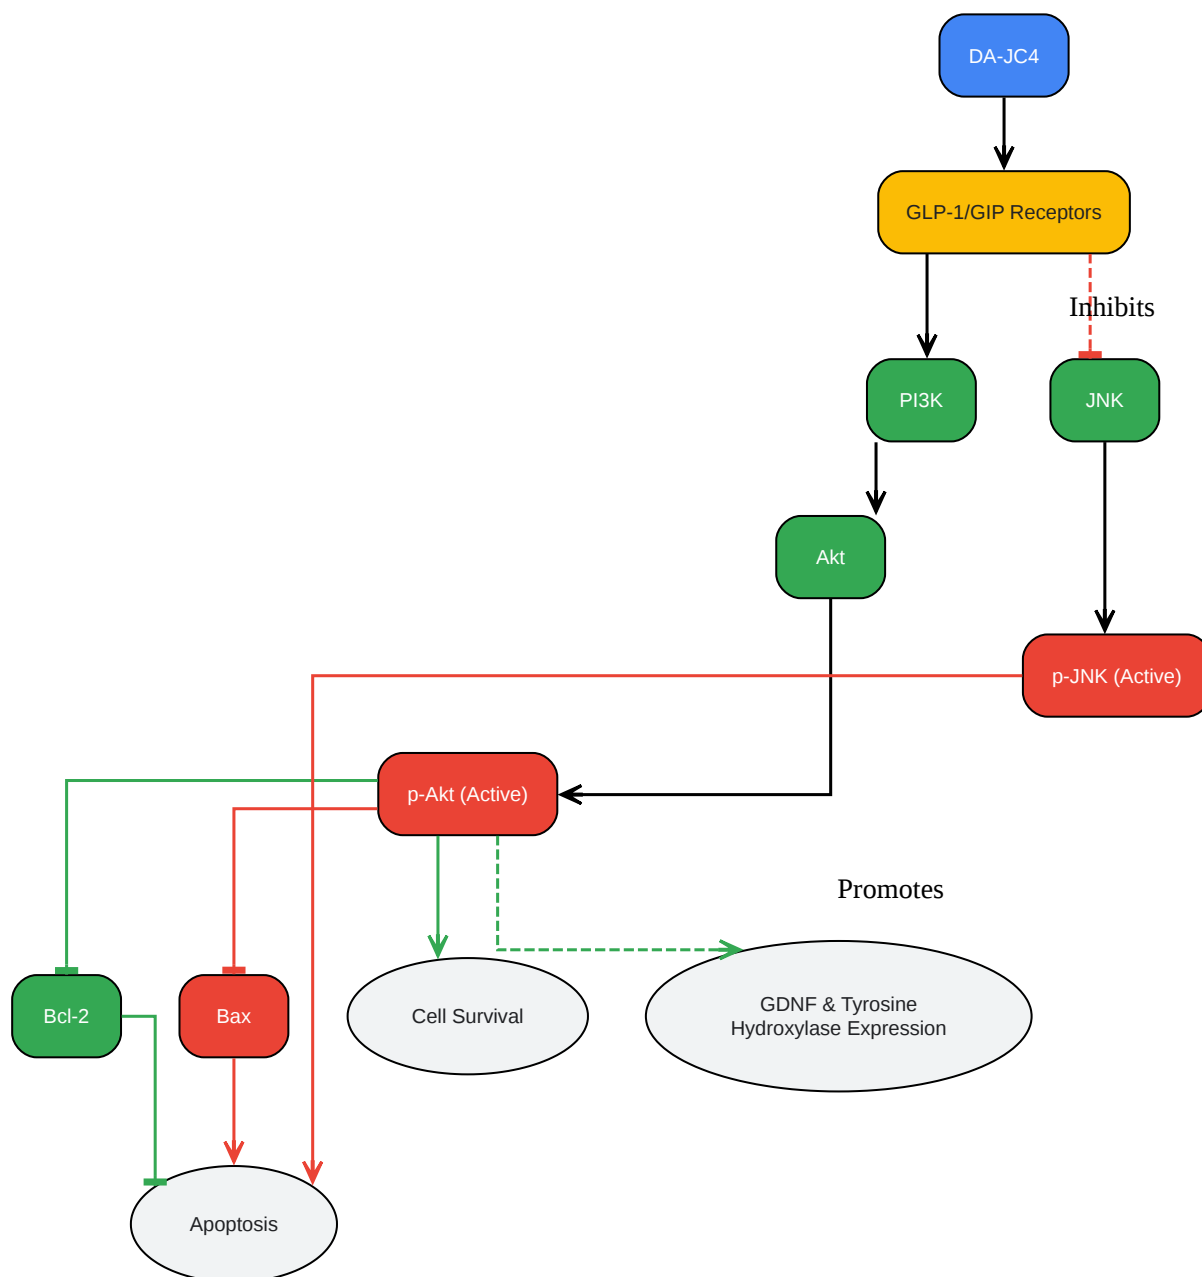 DA-JC4
GLP-1/GIP Receptors
Inhibits
PI3K
JNK
Akt
p-JNK (Active)
p-Akt (Active)
Promotes
Bcl-2
Bax
Cell Survival
GDNF & Tyrosine
Hydroxylase Expression
Apoptosis